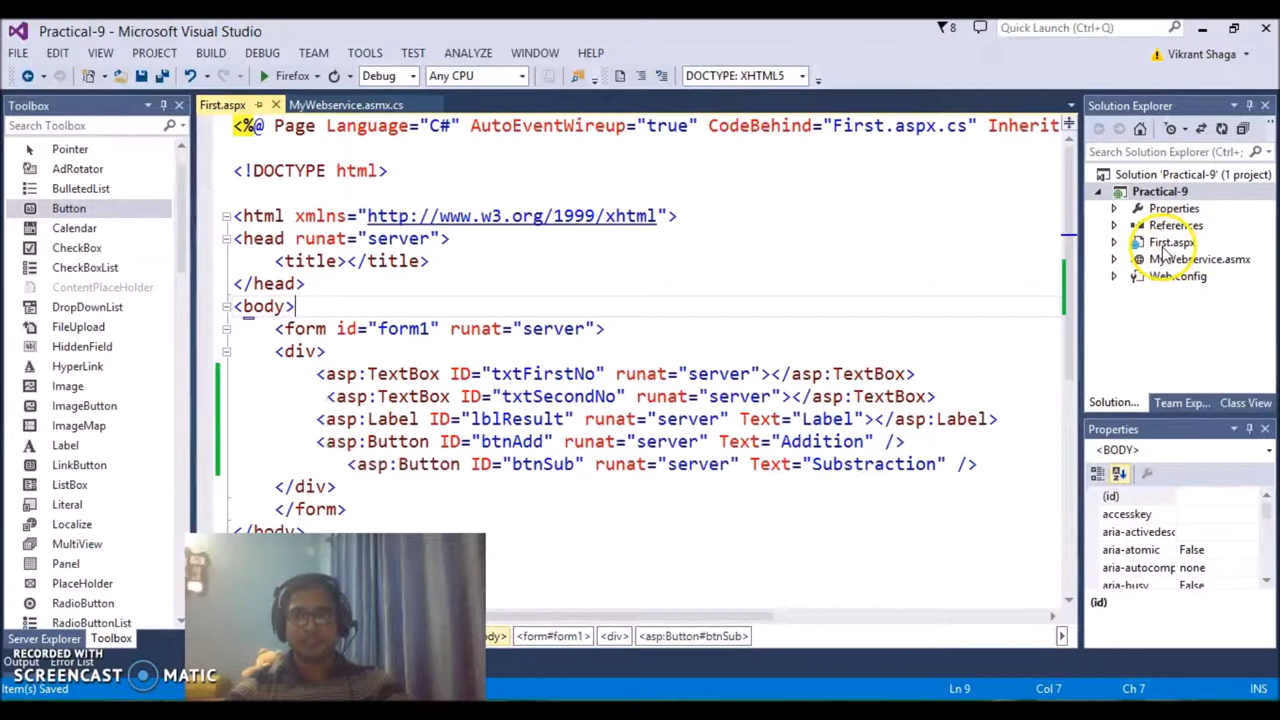 Practical-9 - Microsoft Visual Studio
8
Quick Launch (Ctrl+Q)
FILE EDIT VIEW PROJECT BUILD DEBUG TEAM TOOLS TEST ANALYZE WINDOW HELP
Vikrant Shaga
Firefox
Debug
Any CPU
DOCTYPE: XHTML5
Toolbox
Search Toolbox
Pointer
AdRotator
BulletedList
Button
Calendar
CheckBox
CheckBoxList
ContentPlaceHolder
DropDownList
FileUpload
HiddenField
HyperLink
Image
ImageButton
ImageMap
Label
LinkButton
ListBox
Literal
Localize
MultiView
Panel
PlaceHolder
RadioButton
RadioButtonList
Server Explorer Toolbox
Output Error List
First.aspx
MyWebservice.asmx.cs
<%@ Page Language="C#" AutoEventWireup="true" CodeBehind="First.aspx.cs" Inherit
<!DOCTYPE html>
<html xmlns="http://www.w3.org/1999/xhtml">
<head runat="server">
<title></title>
</head>
<body>
<form id="form1" runat="server">
<div>
<asp:TextBox ID="txtFirstNo" runat="server"></asp:TextBox>
<asp:TextBox ID="txtSecondNo" runat="server"></asp:TextBox>
<asp:Label ID="lblResult" runat="server" Text="Label"></asp:Label>
<asp:Button ID="btnAdd" runat="server" Text="Addition" />
<asp:Button ID="btnSub" runat="server" Text="Substraction" />
</div>
</form>
</body>
<form#form1> <div> <asp:Button#btnSub>
Solution Explorer
Search Solution Explorer (Ctrl+;
Solution 'Practical-9' (1 project)
Practical-9
Properties
References
First.aspx
MyWebservice.asmx
Web.config
Solution... Team Exp... Class View
Properties
<BODY>
(id)
accesskey
aria-activedesc
aria-atomic False
aria-autocomp none
aria-busy False
(id)
RECORDED WITH
SCREENCAST MATIC
Item(s) Saved
Ln 9 Col 7 Ch 7 INS